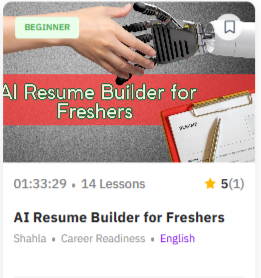 BEGINNER
AI Resume Builder for
Freshers
RESUME
01:33:29 • 14 Lessons
5(1)
AI Resume Builder for Freshers
Shahla • Career Readiness • English